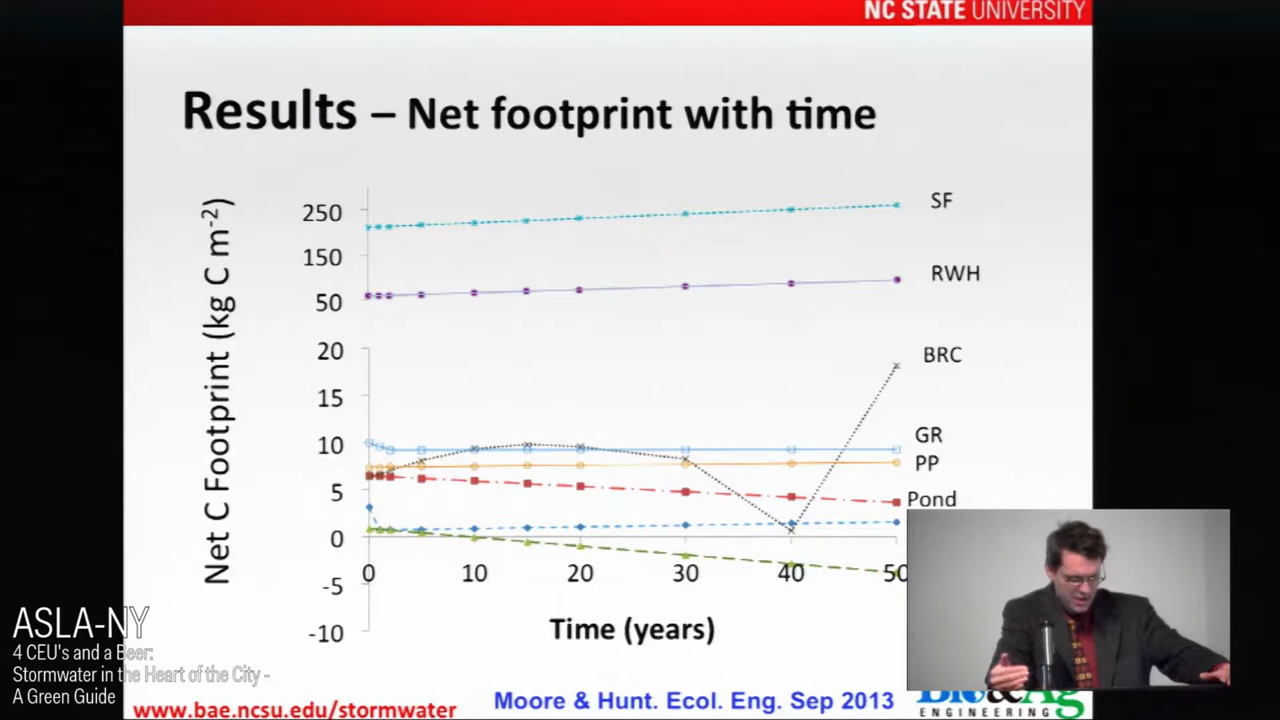 NC STATE UNIVERSITY
Results – Net footprint with time
Net C Footprint (kg C m-2)
250
150
50
20
15
10
5
0
-5
-10
SF
RWH
BRC
GR
PP
Pond
0 10 20 30 40 50
Time (years)
ASLA-NY
4 CEU's and a Beer:
Stormwater in the Heart of the City -
A Green Guide
www.bae.ncsu.edu/stormwater
Moore & Hunt. Ecol. Eng. Sep 2013
Bio&Ag
ENGINEERING